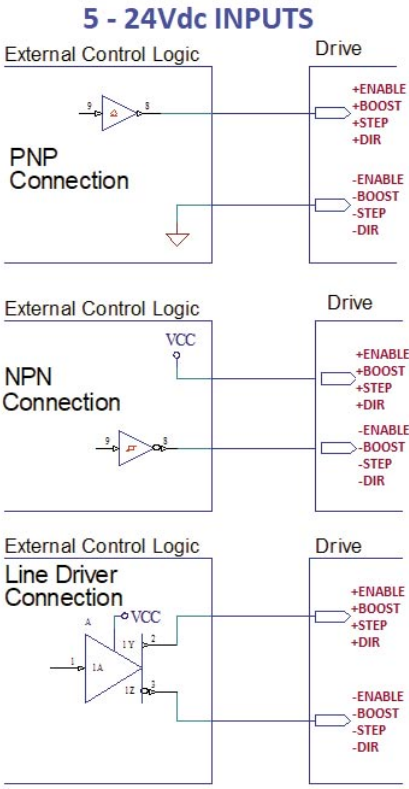 5 - 24Vdc INPUTS
External Control Logic
Drive
9
8
+ENABLE
+BOOST
+STEP
+DIR
PNP
Connection
-ENABLE
-BOOST
-STEP
-DIR
External Control Logic
Drive
VCC
NPN
Connection
+ENABLE
+BOOST
+STEP
+DIR
9
8
-ENABLE
-BOOST
-STEP
-DIR
External Control Logic
Drive
Line Driver
Connection
VCC
A
1Y
2
1
1A
1Z
3
+ENABLE
+BOOST
+STEP
+DIR
-ENABLE
-BOOST
-STEP
-DIR